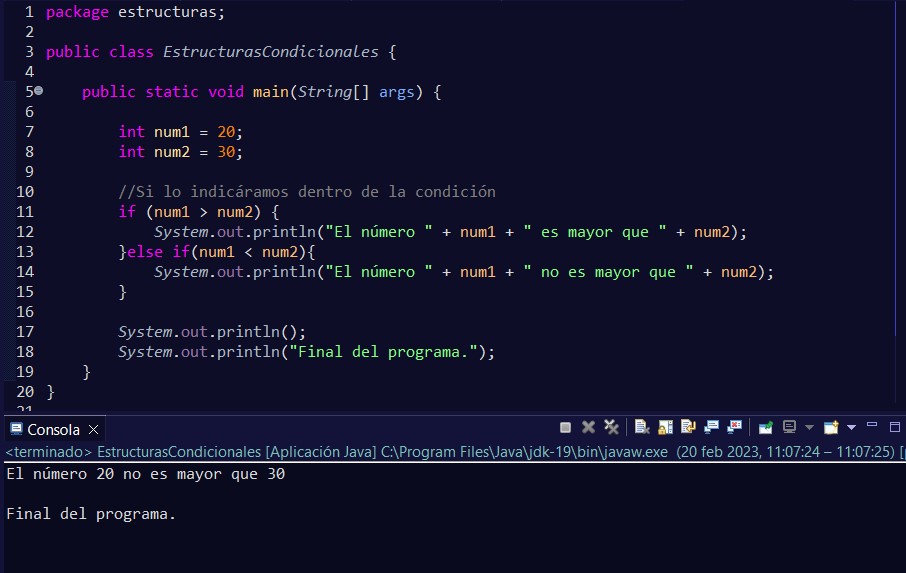 1 package estructuras;
2
3 public class EstructurasCondicionales {
4
5     public static void main(String[] args) {
6
7         int num1 = 20;
8         int num2 = 30;
9
10         //Si lo indicáramos dentro de la condición
11         if (num1 > num2) {
12             System.out.println("El número " + num1 + " es mayor que " + num2);
13         }else if(num1 < num2){
14             System.out.println("El número " + num1 + " no es mayor que " + num2);
15         }
16
17         System.out.println();
18         System.out.println("Final del programa.");
19     }
20 }
21
Consola
<terminado> EstructurasCondicionales [Aplicación Java] C:\Program Files\Java\jdk-19\bin\javaw.exe (20 feb 2023, 11:07:24 – 11:07:25) [
El número 20 no es mayor que 30

Final del programa.